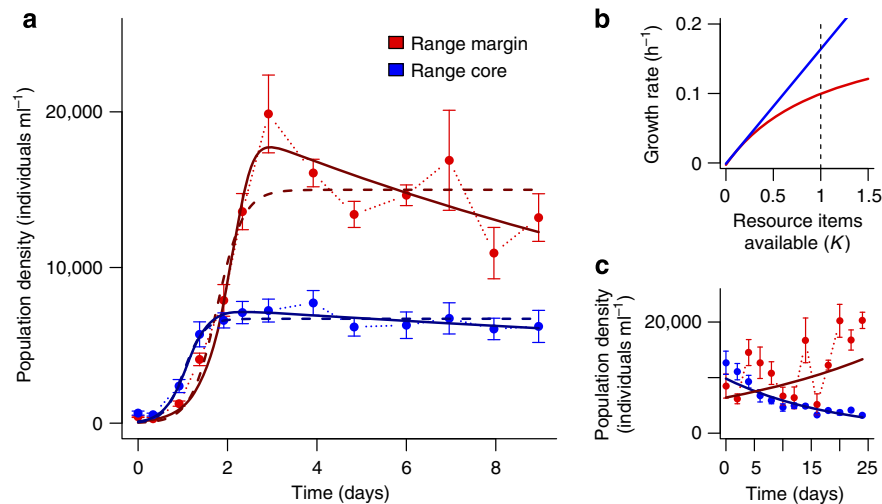 a
Range margin
Range core
Population density (individuals ml⁻¹)
20,000
10,000
0
0 2 4 6 8
Time (days)
b
Growth rate (h⁻¹)
0.2
0.1
0
0 0.5 1 1.5
Resource items
available (K)
c
Population density
(individuals ml⁻¹)
20,000
0
0 5 15 25
Time (days)